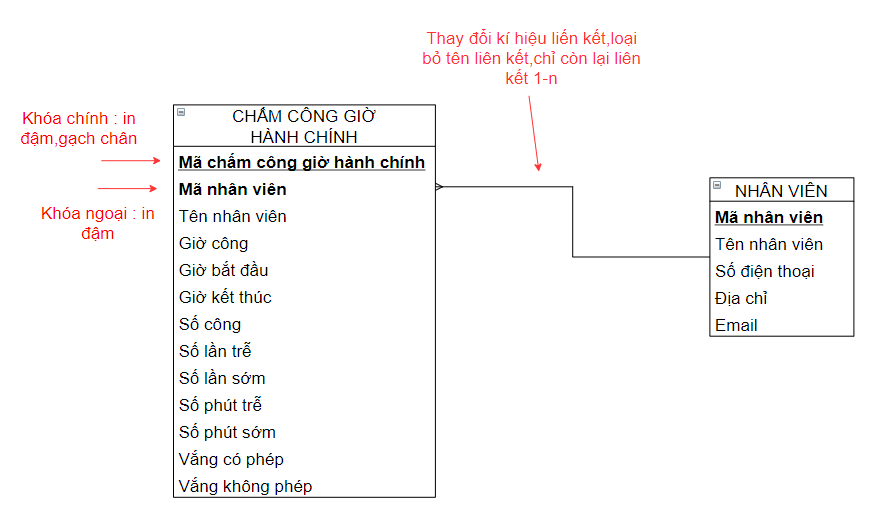 Thay đổi kí hiệu liến kết,loại
bỏ tên liên kết,chỉ còn lại liên
kết 1-n
Khóa chính : in
đậm,gạch chân
Khóa ngoại : in
đậm
CHẤM CÔNG GIỜ
HÀNH CHÍNH
Mã chấm công giờ hành chính
Mã nhân viên
Tên nhân viên
Giờ công
Giờ bắt đầu
Giờ kết thúc
Số công
Số lần trễ
Số lần sớm
Số phút trễ
Số phút sớm
Vắng có phép
Vắng không phép
NHÂN VIÊN
Mã nhân viên
Tên nhân viên
Số điện thoại
Địa chỉ
Email